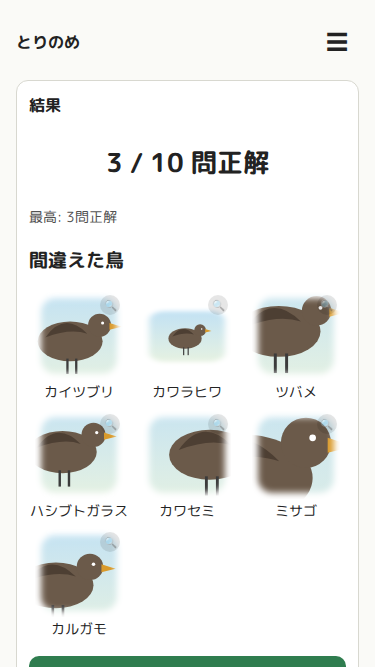 とりのめ
結果
3 / 10 問正解
最高: 3問正解
間違えた鳥
カイツブリ
カワラヒワ
ツバメ
ハシブトガラス
カワセミ
ミサゴ
カルガモ